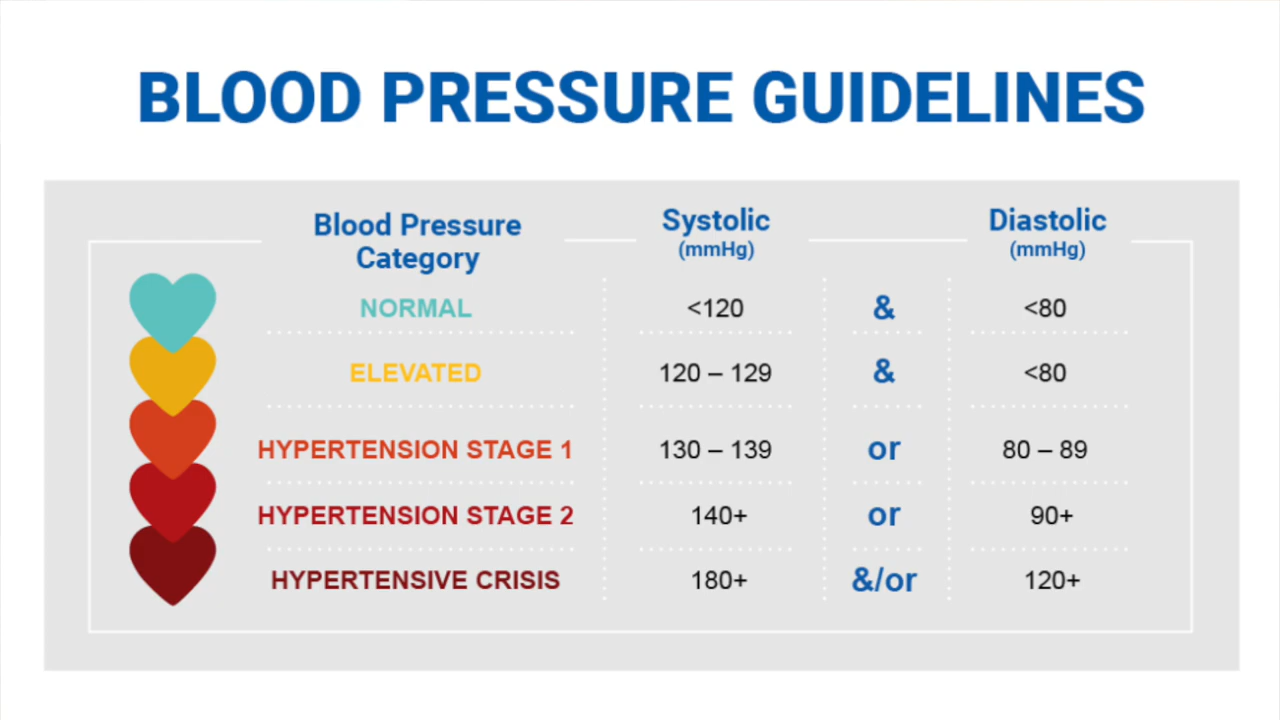 BLOOD PRESSURE GUIDELINES
Blood Pressure
Category
Systolic
(mmHg)
Diastolic
(mmHg)
NORMAL <120 & <80
ELEVATED 120 – 129 & <80
HYPERTENSION STAGE 1 130 – 139 or 80 – 89
HYPERTENSION STAGE 2 140+ or 90+
HYPERTENSIVE CRISIS 180+ &/or 120+